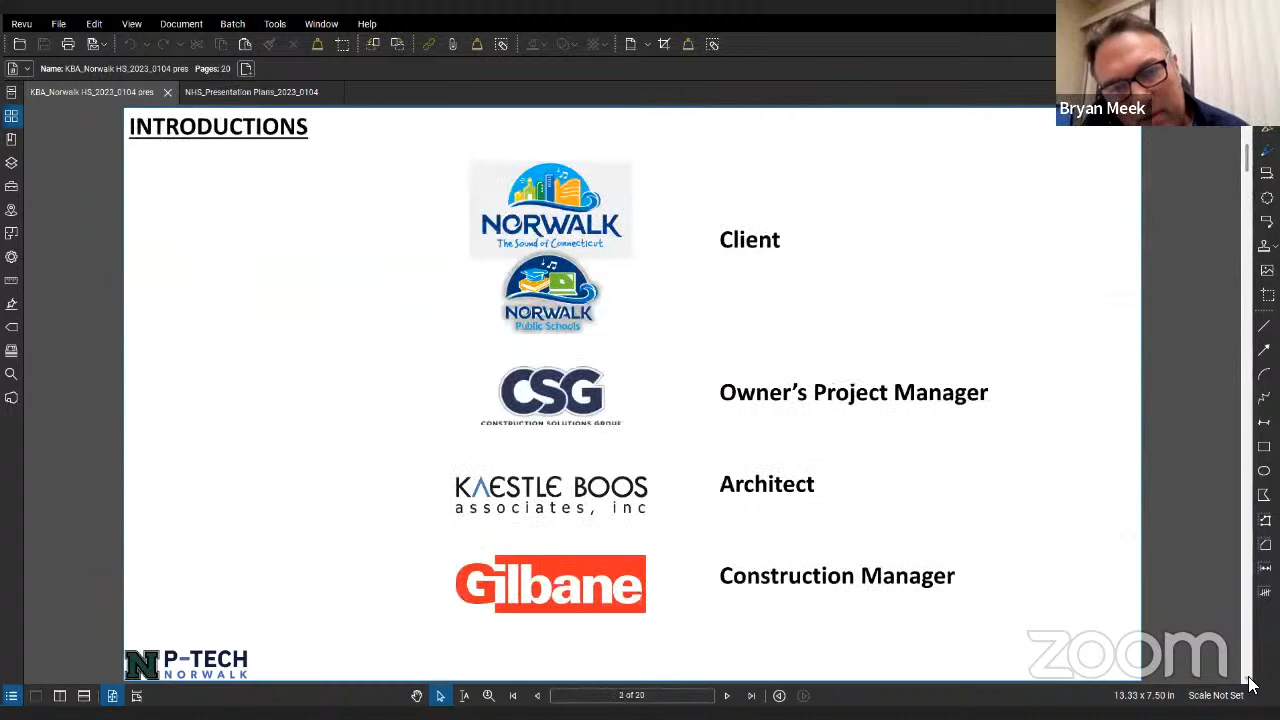 Revu File Edit View Document Batch Tools Window Help
Name: KBA_Norwalk HS_2023_0104 pres Pages: 20
KBA_Norwalk HS_2023_0104 pres NHS_Presentation Plans_2023_0104
Bryan Meek
INTRODUCTIONS
NORWALK
The Sound of Connecticut
Client
NORWALK
Public Schools
CSG
CONSTRUCTION SOLUTIONS GROUP
Owner's Project Manager
KAESTLE BOOS
associates, inc
Architect
Gilbane
Construction Manager
N P-TECH
NORWALK
zoom
2 of 20
13.33 x 7.50 in Scale Not Set